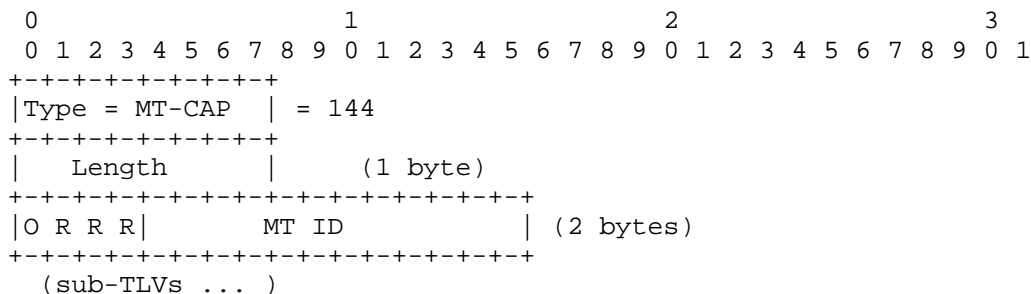 0                   1                   2                   3
 0 1 2 3 4 5 6 7 8 9 0 1 2 3 4 5 6 7 8 9 0 1 2 3 4 5 6 7 8 9 0 1
+-+-+-+-+-+-+-+-+
|Type = MT-CAP  | = 144
+-+-+-+-+-+-+-+-+
|   Length      |     (1 byte)
+-+-+-+-+-+-+-+-+-+-+-+-+-+-+-+-+
|O R R R|       MT ID           | (2 bytes)
+-+-+-+-+-+-+-+-+-+-+-+-+-+-+-+-+
  (sub-TLVs ... )